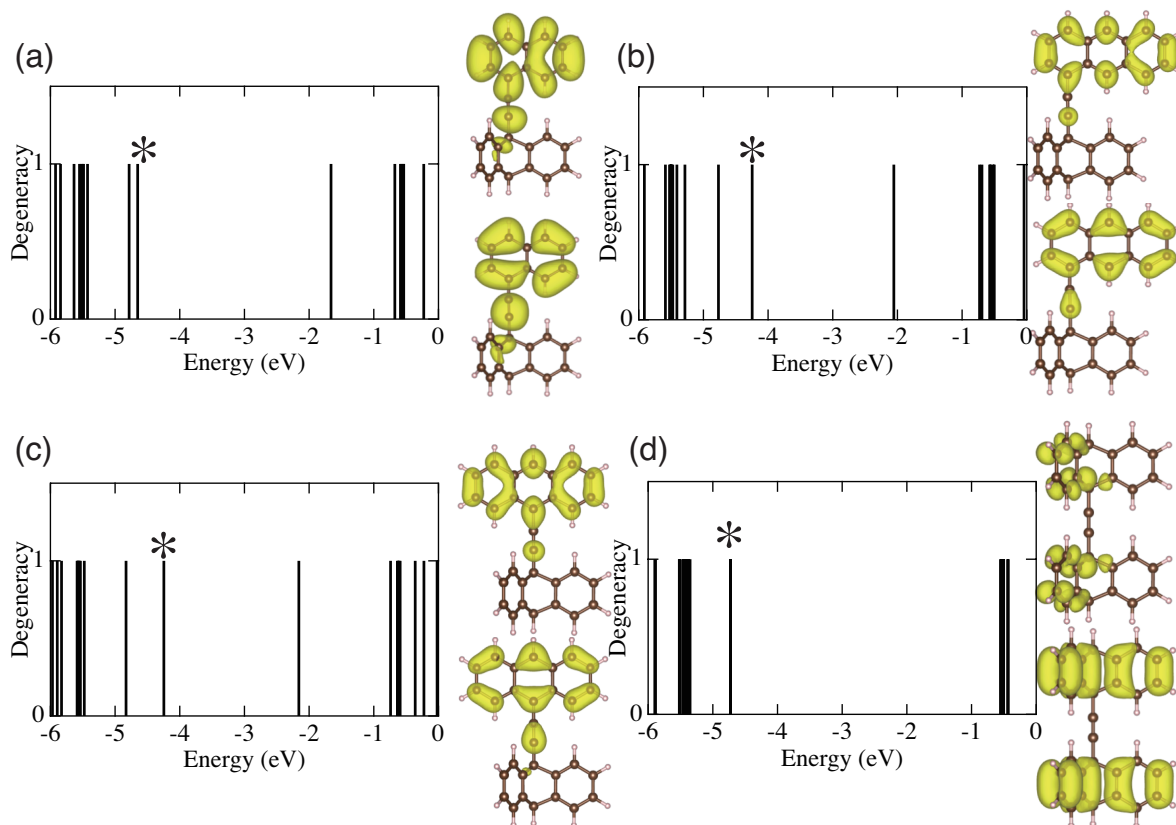 (a)
*
1
Degeneracy
0
-6 -5 -4 -3 -2 -1 0
Energy (eV)
(b)
*
1
Degeneracy
0
-6 -5 -4 -3 -2 -1 0
Energy (eV)
(c)
*
1
Degeneracy
0
-6 -5 -4 -3 -2 -1 0
Energy (eV)
(d)
*
1
Degeneracy
0
-6 -5 -4 -3 -2 -1 0
Energy (eV)